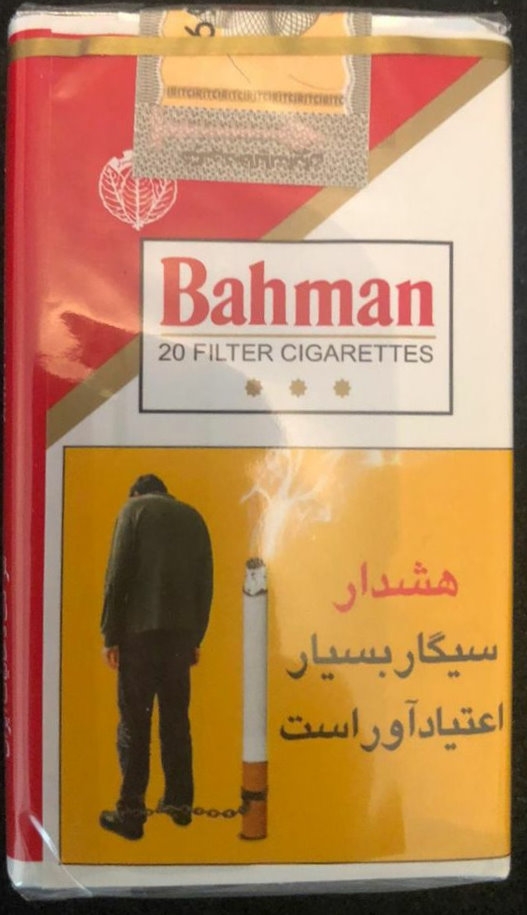 Bahman
20 FILTER CIGARETTES
هشدار
سیگار بسیار
اعتیادآور است